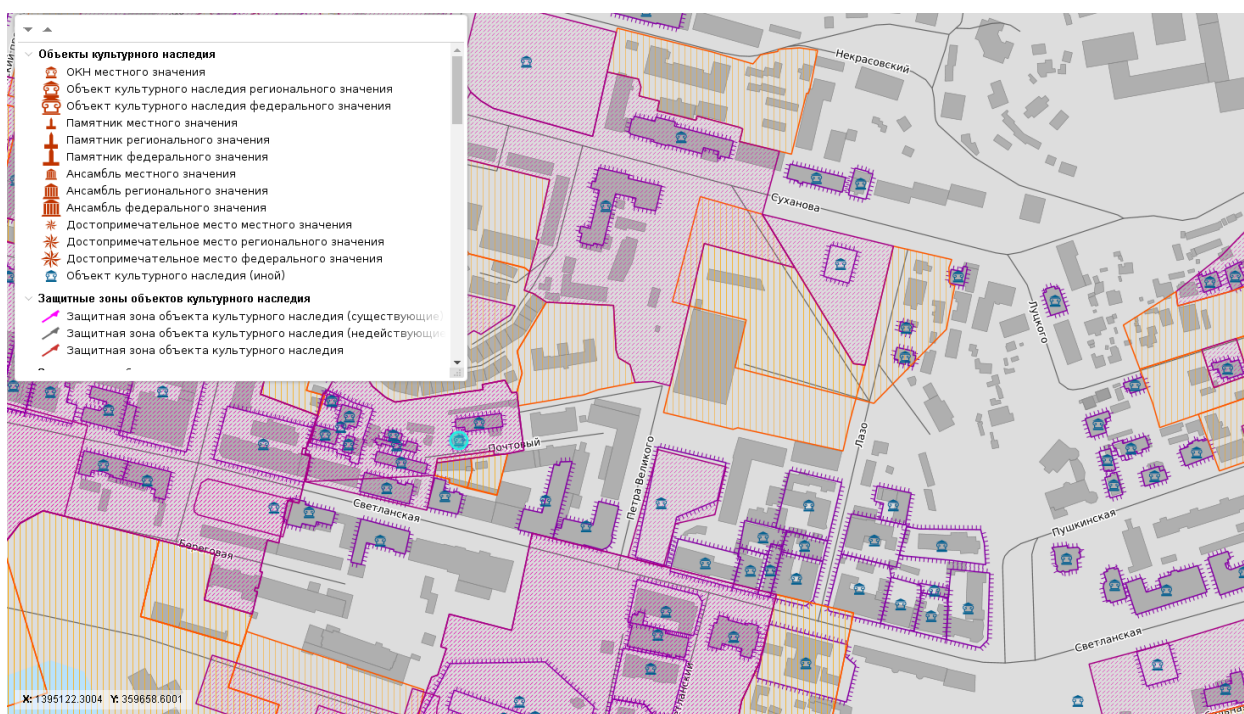 Объекты культурного наследия
ОКН местного значения
Объект культурного наследия регионального значения
Объект культурного наследия федерального значения
Памятник местного значения
Памятник регионального значения
Памятник федерального значения
Ансамбль местного значения
Ансамбль регионального значения
Ансамбль федерального значения
Достопримечательное место местного значения
Достопримечательное место регионального значения
Достопримечательное место федерального значения
Объект культурного наследия (иной)
Защитные зоны объектов культурного наследия
Защитная зона объекта культурного наследия (существующие)
Защитная зона объекта культурного наследия (недействующие
Защитная зона объекта культурного наследия
Некрасовский
Суханова
Луцкого
Лазо
Почтовый
Петра Великого
Светланская
Береговая
Пушкинская
Светланская
X: 1395122.3004 Y: 359658.6001